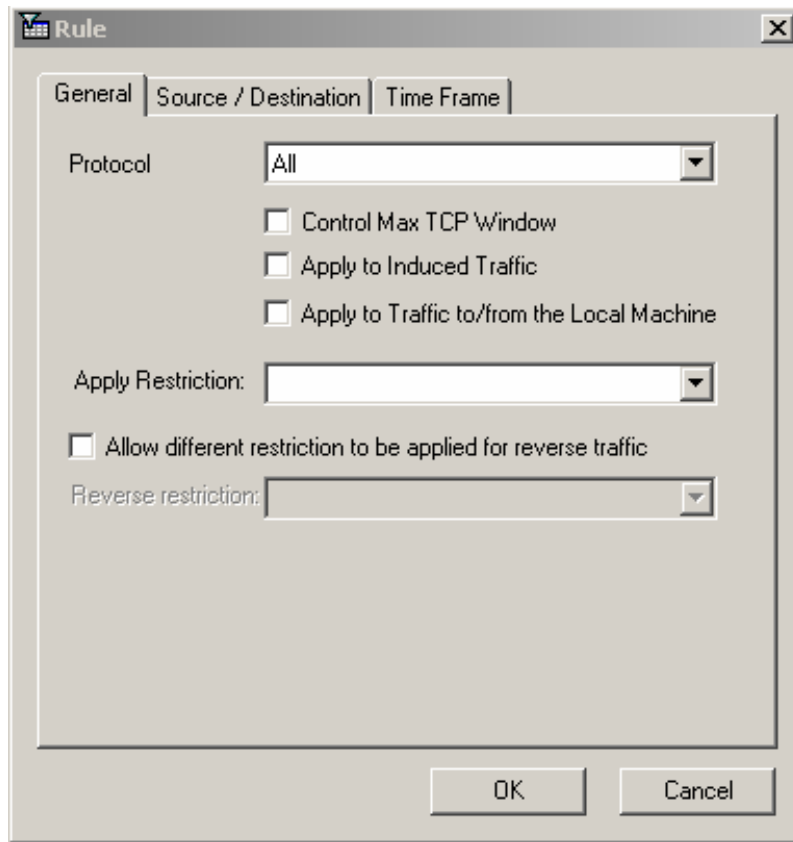 Rule
General Source / Destination Time Frame
Protocol All
Control Max TCP Window
Apply to Induced Traffic
Apply to Traffic to/from the Local Machine
Apply Restriction:
Allow different restriction to be applied for reverse traffic
Reverse restriction:
OK Cancel